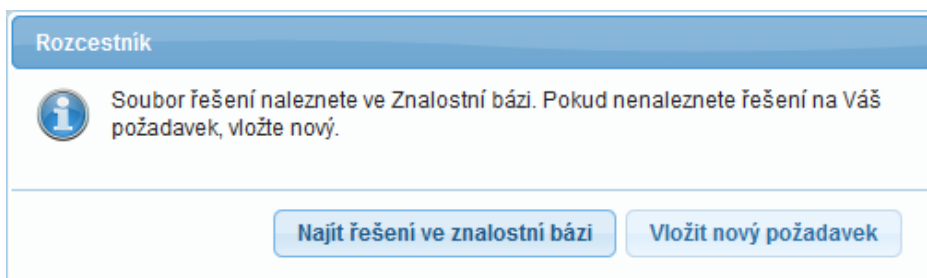 Rozcestník
Soubor řešení naleznete ve Znalostní bázi. Pokud nenaleznete řešení na Váš
požadavek, vložte nový.
Najít řešení ve znalostní bázi Vložit nový požadavek